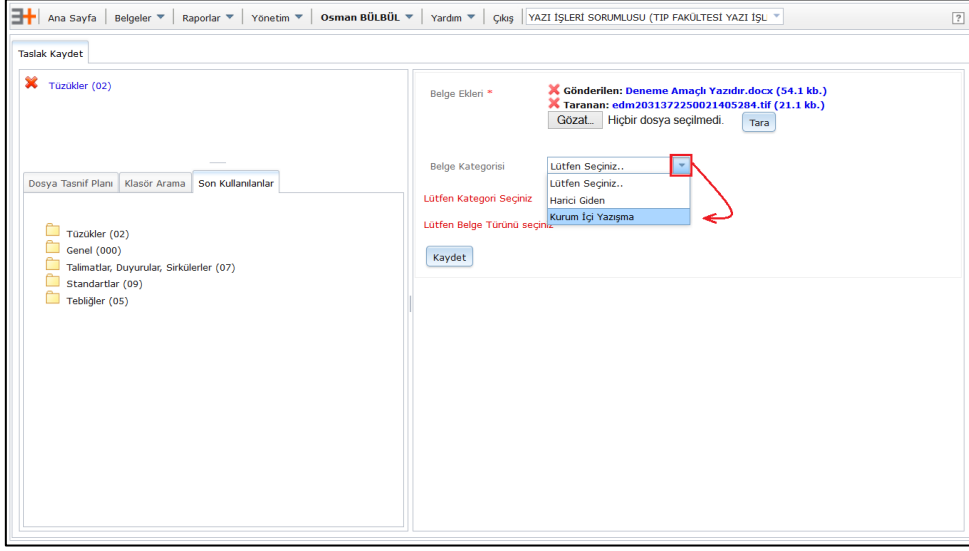 Ana Sayfa Belgeler Raporlar Yönetim Osman BÜLBÜL Yardım Çıkış YAZI İŞLERİ SORUMLUSU (TIP FAKÜLTESİ YAZI İŞL ?
Taslak Kaydet
Tüzükler (02)
Dosya Tasnif Planı Klasör Arama Son Kullanılanlar
Tüzükler (02)
Genel (000)
Talimatlar, Duyurular, Sirkülerler (07)
Standartlar (09)
Tebliğler (05)
Belge Ekleri *
Gönderilen: Deneme Amaçlı Yazıdır.docx (54.1 kb.)
Taranan: edm2031372250021405284.tif (21.1 kb.)
Gözat... Hiçbir dosya seçilmedi. Tara
Belge Kategorisi Lütfen Seçiniz..
Lütfen Seçiniz..
Harici Giden
Kurum İçi Yazışma
Lütfen Kategori Seçiniz
Lütfen Belge Türünü seçiniz
Kaydet